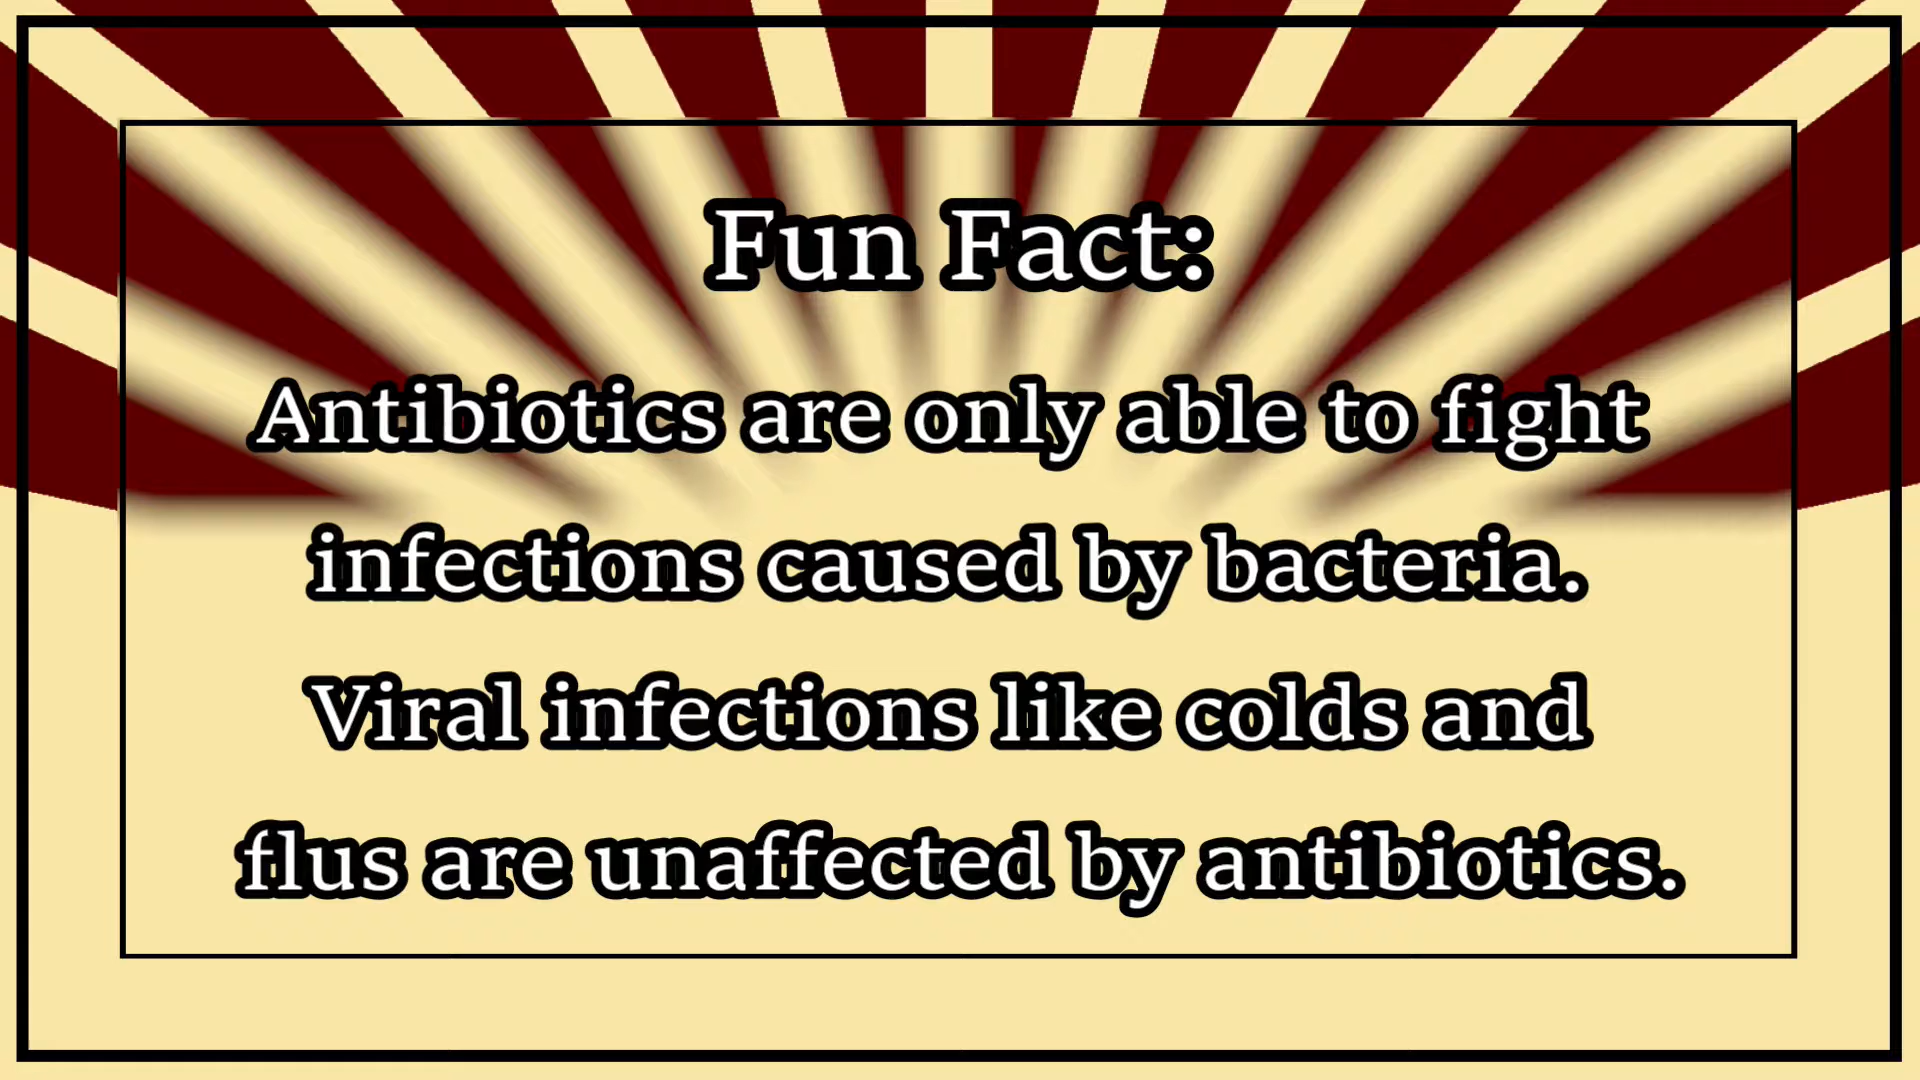 Fun Fact:
Antibiotics are only able to fight
infections caused by bacteria.
Viral infections like colds and
flus are unaffected by antibiotics.